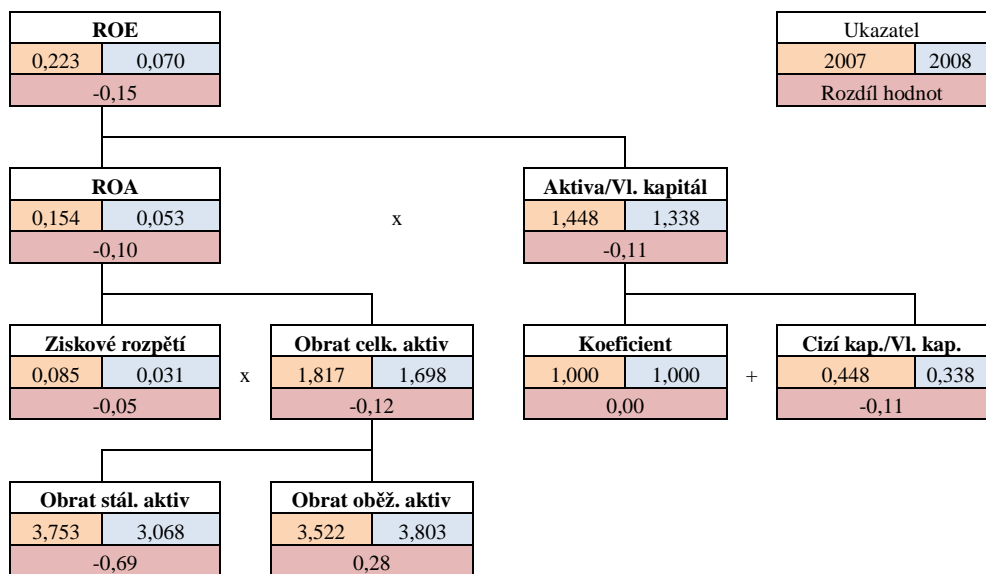 ROE Ukazatel
0,223 0,070 2007 2008
-0,15 Rozdíl hodnot
ROA Aktiva/Vl. kapitál
0,154 0,053 x 1,448 1,338
-0,10 -0,11
Ziskové rozpětí Obrat celk. aktiv Koeficient Cizí kap./Vl. kap.
0,085 0,031 x 1,817 1,698 1,000 1,000 + 0,448 0,338
-0,05 -0,12 0,00 -0,11
Obrat stál. aktiv Obrat oběž. aktiv
3,753 3,068 3,522 3,803
-0,69 0,28